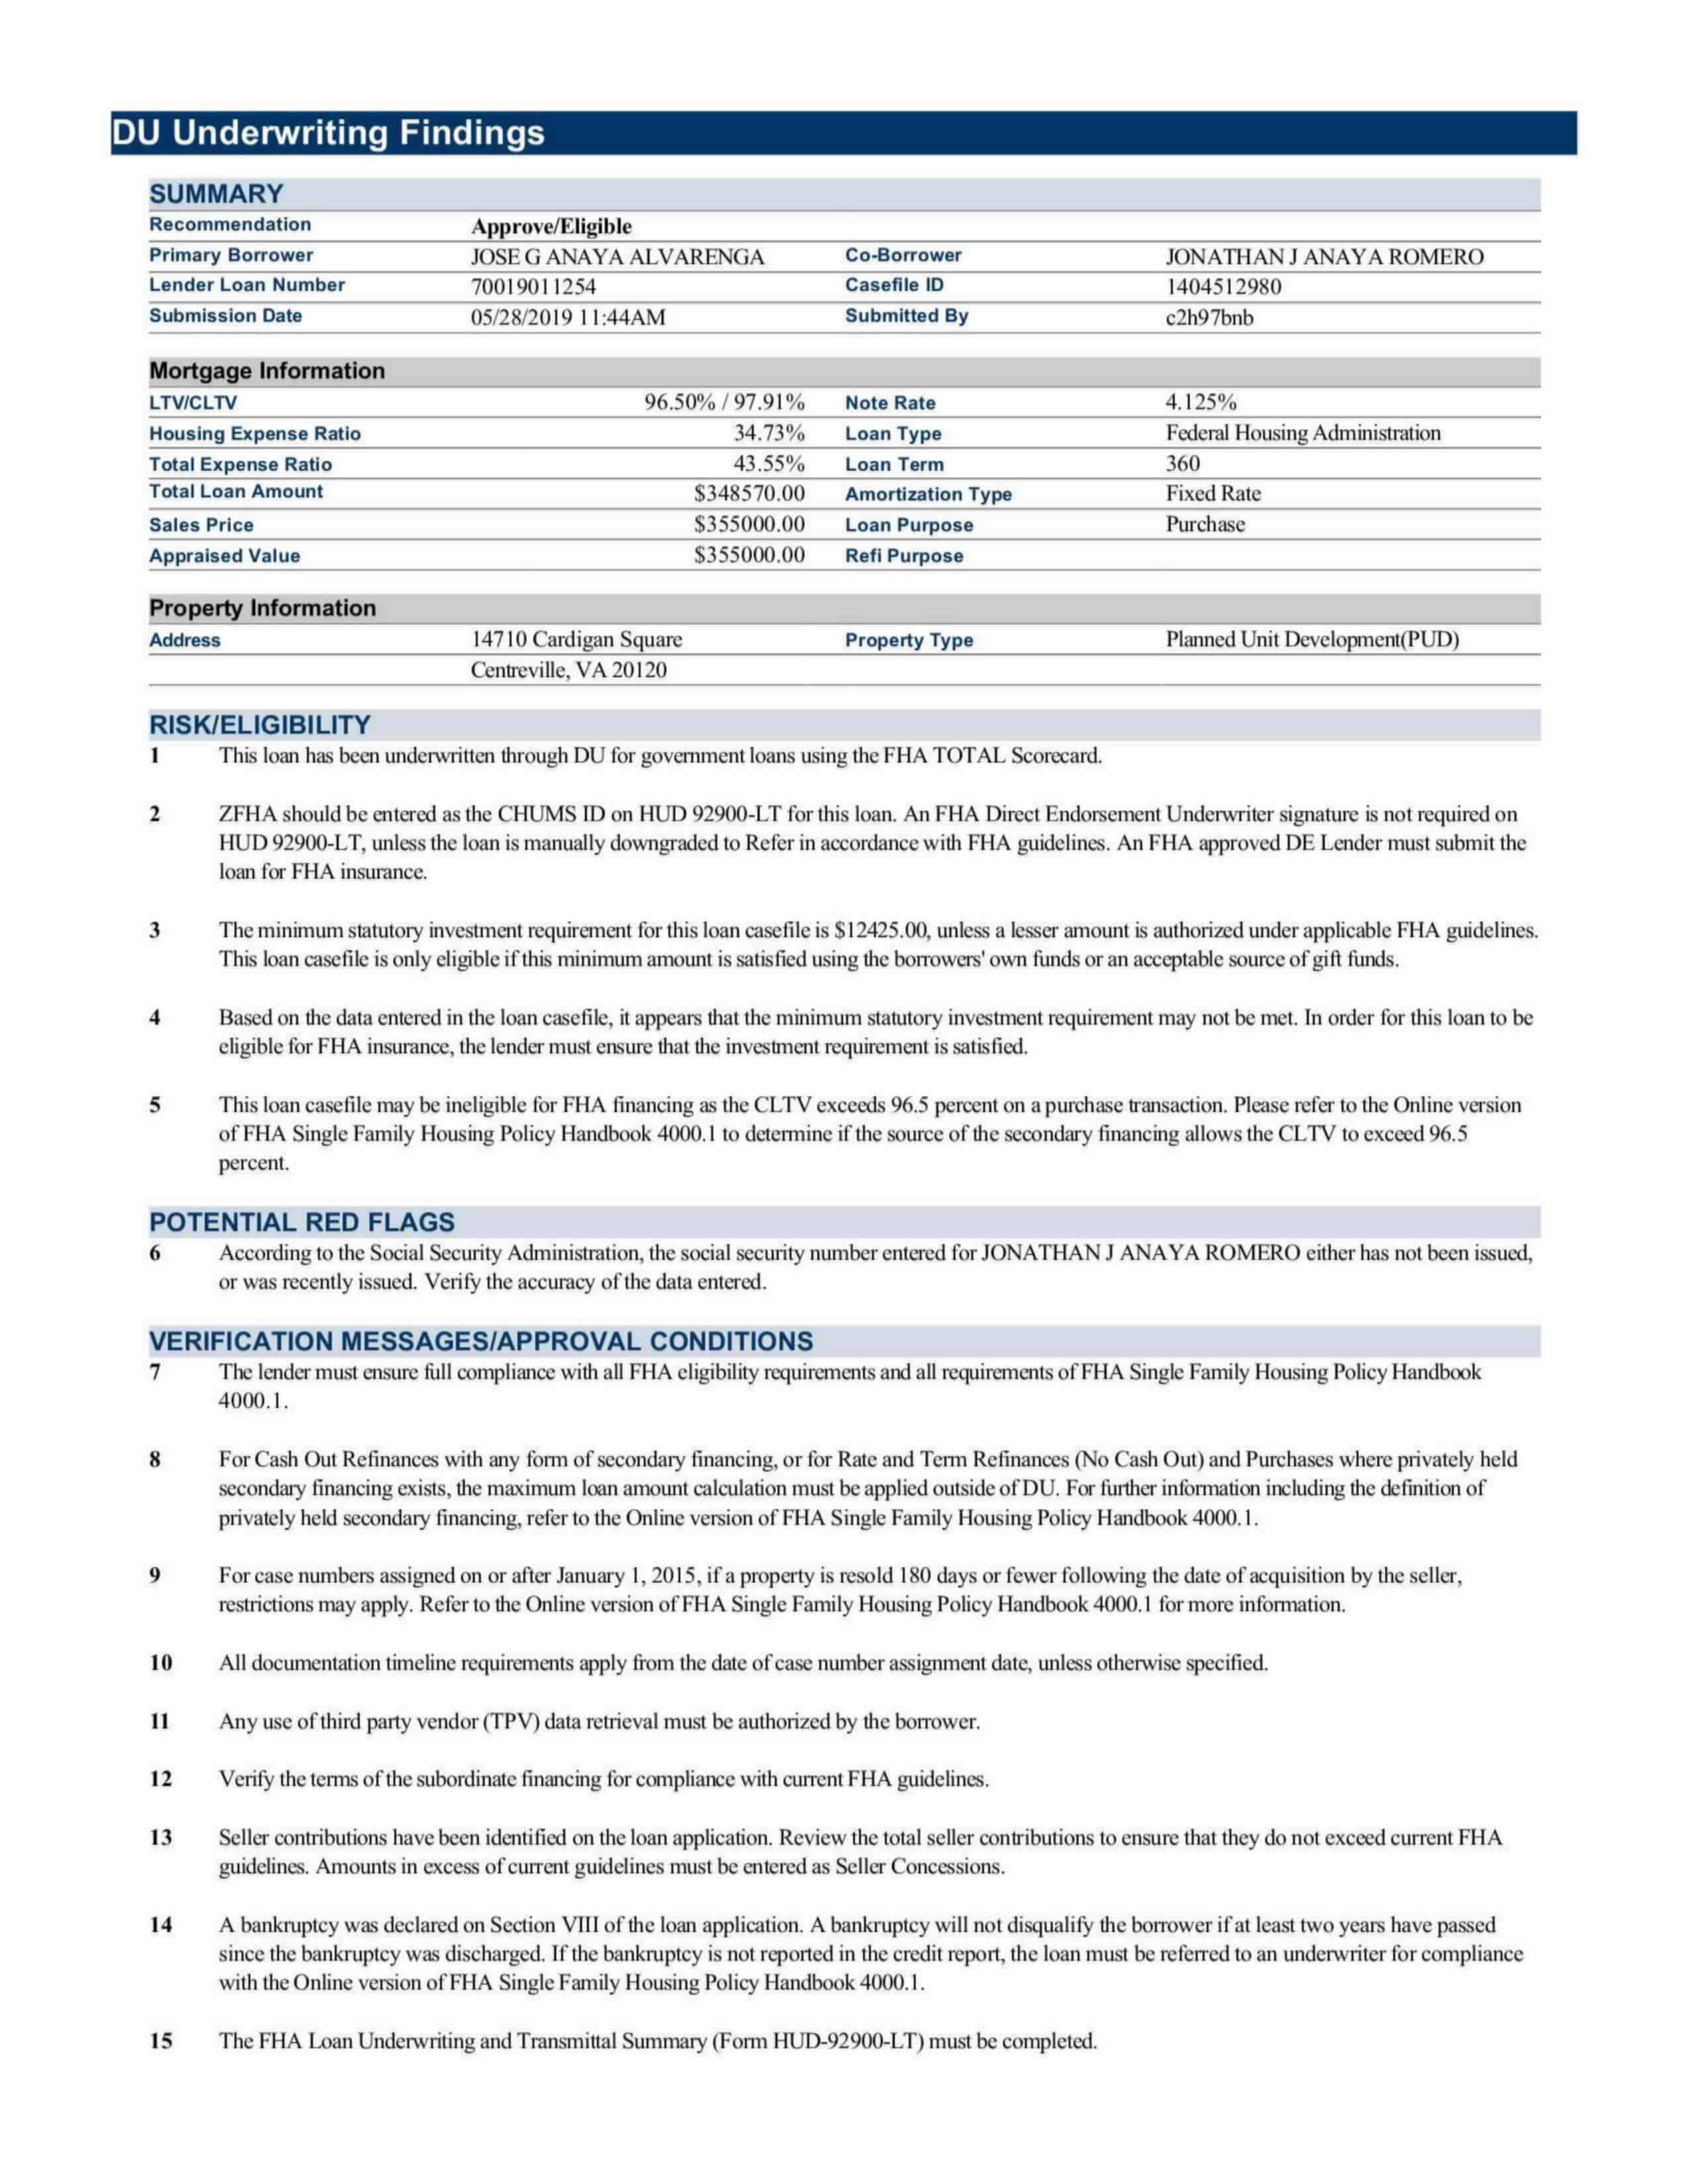 DU Underwriting Findings
SUMMARY
Recommendation Approve/Eligible
Primary Borrower JOSE G ANAYA ALVARENGA Co-Borrower JONATHAN J ANAYA ROMERO
Lender Loan Number 70019011254 Casefile ID 1404512980
Submission Date 05/28/2019 11:44AM Submitted By c2h97bnb
Mortgage Information
LTV/CLTV 96.50% / 97.91% Note Rate 4.125%
Housing Expense Ratio 34.73% Loan Type Federal Housing Administration
Total Expense Ratio 43.55% Loan Term 360
Total Loan Amount $348570.00 Amortization Type Fixed Rate
Sales Price $355000.00 Loan Purpose Purchase
Appraised Value $355000.00 Refi Purpose
Property Information
Address 14710 Cardigan Square Property Type Planned Unit Development(PUD)
Centreville, VA 20120
RISK/ELIGIBILITY
1 This loan has been underwritten through DU for government loans using the FHA TOTAL Scorecard.
2 ZFHA should be entered as the CHUMS ID on HUD 92900-LT for this loan. An FHA Direct Endorsement Underwriter signature is not required on
HUD 92900-LT, unless the loan is manually downgraded to Refer in accordance with FHA guidelines. An FHA approved DE Lender must submit the
loan for FHA insurance.
3 The minimum statutory investment requirement for this loan casefile is $12425.00, unless a lesser amount is authorized under applicable FHA guidelines.
This loan casefile is only eligible if this minimum amount is satisfied using the borrowers' own funds or an acceptable source of gift funds.
4 Based on the data entered in the loan casefile, it appears that the minimum statutory investment requirement may not be met. In order for this loan to be
eligible for FHA insurance, the lender must ensure that the investment requirement is satisfied.
5 This loan casefile may be ineligible for FHA financing as the CLTV exceeds 96.5 percent on a purchase transaction. Please refer to the Online version
of FHA Single Family Housing Policy Handbook 4000.1 to determine if the source of the secondary financing allows the CLTV to exceed 96.5
percent.
POTENTIAL RED FLAGS
6 According to the Social Security Administration, the social security number entered for JONATHAN J ANAYA ROMERO either has not been issued,
or was recently issued. Verify the accuracy of the data entered.
VERIFICATION MESSAGES/APPROVAL CONDITIONS
7 The lender must ensure full compliance with all FHA eligibility requirements and all requirements of FHA Single Family Housing Policy Handbook
4000.1.
8 For Cash Out Refinances with any form of secondary financing, or for Rate and Term Refinances (No Cash Out) and Purchases where privately held
secondary financing exists, the maximum loan amount calculation must be applied outside of DU. For further information including the definition of
privately held secondary financing, refer to the Online version of FHA Single Family Housing Policy Handbook 4000.1.
9 For case numbers assigned on or after January 1, 2015, if a property is resold 180 days or fewer following the date of acquisition by the seller,
restrictions may apply. Refer to the Online version of FHA Single Family Housing Policy Handbook 4000.1 for more information.
10 All documentation timeline requirements apply from the date of case number assignment date, unless otherwise specified.
11 Any use of third party vendor (TPV) data retrieval must be authorized by the borrower.
12 Verify the terms of the subordinate financing for compliance with current FHA guidelines.
13 Seller contributions have been identified on the loan application. Review the total seller contributions to ensure that they do not exceed current FHA
guidelines. Amounts in excess of current guidelines must be entered as Seller Concessions.
14 A bankruptcy was declared on Section VIII of the loan application. A bankruptcy will not disqualify the borrower if at least two years have passed
since the bankruptcy was discharged. If the bankruptcy is not reported in the credit report, the loan must be referred to an underwriter for compliance
with the Online version of FHA Single Family Housing Policy Handbook 4000.1.
15 The FHA Loan Underwriting and Transmittal Summary (Form HUD-92900-LT) must be completed.